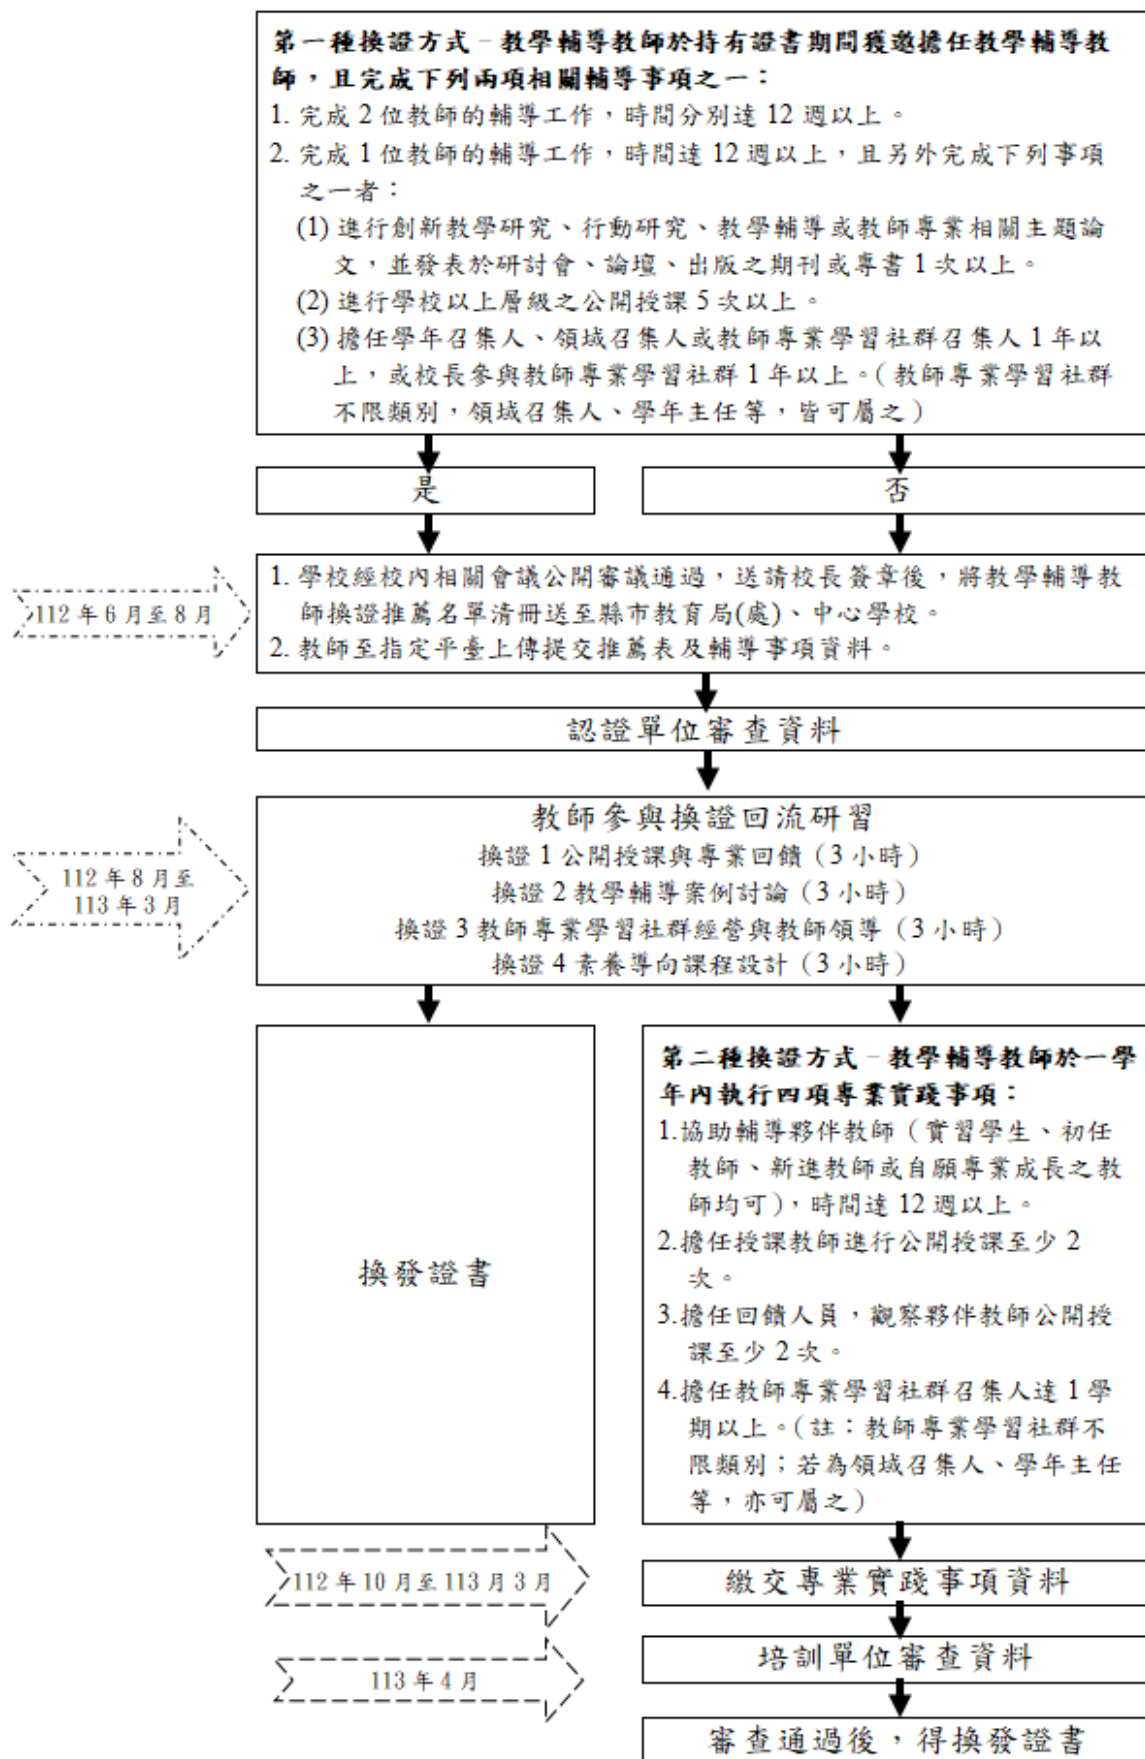 第一種換證方式－教學輔導教師於持有證書期間獲邀擔任教學輔導教
師，且完成下列兩項相關輔導事項之一：
1. 完成 2 位教師的輔導工作，時間分別達 12 週以上。
2. 完成 1 位教師的輔導工作，時間達 12 週以上，且另外完成下列事項
之一者：
(1) 進行創新教學研究、行動研究、教學輔導或教師專業相關主題論
文，並發表於研討會、論壇、出版之期刊或專書 1 次以上。
(2) 進行學校以上層級之公開授課 5 次以上。
(3) 擔任學年召集人、領域召集人或教師專業學習社群召集人 1 年以
上，或校長參與教師專業學習社群 1 年以上。（教師專業學習社群
不限類別，領域召集人、學年主任等，皆可屬之）
是
否
112 年 6 月至 8 月
1. 學校經校內相關會議公開審議通過，送請校長簽章後，將教學輔導教
師換證推薦名單清冊送至縣市教育局(處)、中心學校。
2. 教師至指定平臺上傳提交推薦表及輔導事項資料。
認證單位審查資料
112 年 8 月至
113 年 3 月
教師參與換證回流研習
換證 1 公開授課與專業回饋（3 小時）
換證 2 教學輔導案例討論（3 小時）
換證 3 教師專業學習社群經營與教師領導（3 小時）
換證 4 素養導向課程設計（3 小時）
換發證書
第二種換證方式－教學輔導教師於一學
年內執行四項專業實踐事項：
1.協助輔導夥伴教師（實習學生、初任
教師、新進教師或自願專業成長之教
師均可），時間達 12 週以上。
2.擔任授課教師進行公開授課至少 2
次。
3.擔任回饋人員，觀察夥伴教師公開授
課至少 2 次。
4.擔任教師專業學習社群召集人達 1 學
期以上。（註：教師專業學習社群不
限類別；若為領域召集人、學年主任
等，亦可屬之）
112 年 10 月至 113 月 3 月
繳交專業實踐事項資料
113 年 4 月
培訓單位審查資料
審查通過後，得換發證書